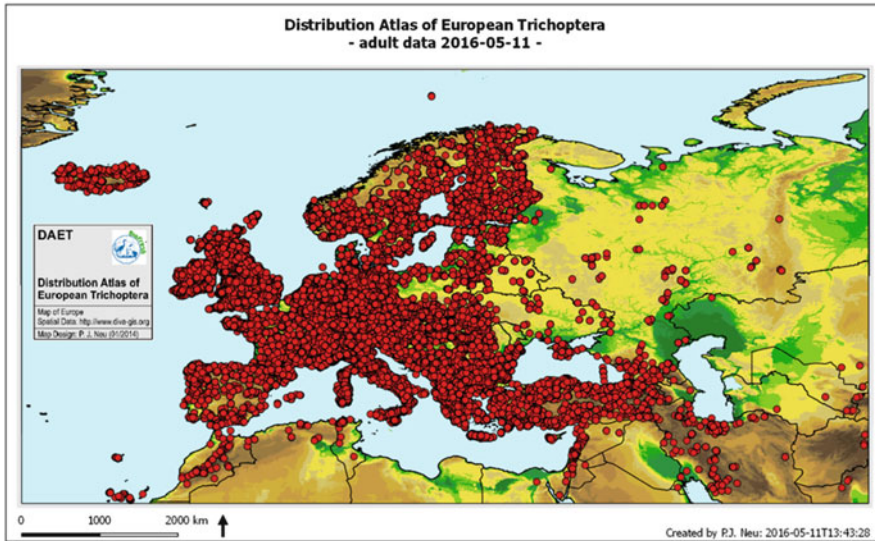 Distribution Atlas of European Trichoptera
- adult data 2016-05-11 -
DAET
Distribution Atlas of
European Trichoptera
Map of Europe
Spatial Data: http://www.diva-gis.org
Map Design: P. J. Neu (01/2014)
0 1000 2000 km
Created by P.J. Neu: 2016-05-11T13:43:28